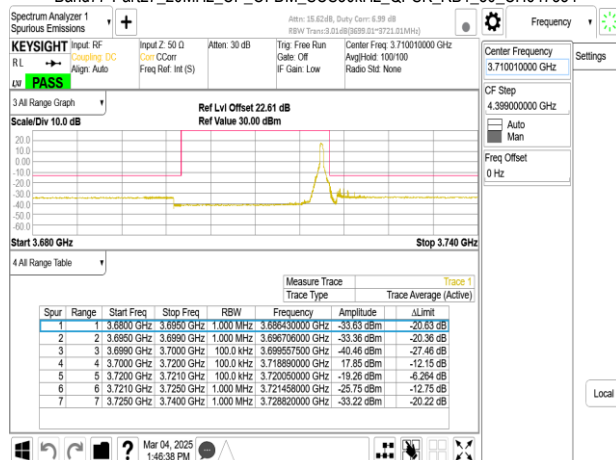 Spectrum Analyzer 1
Spurious Emissions
Attn: 15.62dB, Duty Corr: 6.99 dB
RBW Trans:3.01dB(3699.01~3721.01MHz)
Frequency
Settings
KEYSIGHT
RL
LXI
PASS
Input: RF
Coupling: DC
Align: Auto
Input Z: 50 Ω
Corr CCorr
Freq Ref: Int (S)
Atten: 30 dB
Trig: Free Run
Gate: Off
IF Gain: Low
Center Freq: 3.710010000 GHz
Avg|Hold: 100/100
Radio Std: None
Center Frequency
3.710010000 GHz
CF Step
4.399000000 GHz
Auto
Man
Freq Offset
0 Hz
Local
3 All Range Graph
Scale/Div 10.0 dB
Ref Lvl Offset 22.61 dB
Ref Value 30.00 dBm
20.0
10.0
0.00
-10.0
-20.0
-30.0
-40.0
-50.0
-60.0
Start 3.680 GHz
Stop 3.740 GHz
4 All Range Table
Measure Trace Trace 1
Trace Type Trace Average (Active)
Spur Range Start Freq Stop Freq RBW Frequency Amplitude ΔLimit
1 1 3.6800 GHz 3.6950 GHz 1.000 MHz 3.686430000 GHz -33.63 dBm -20.63 dB
2 2 3.6950 GHz 3.6990 GHz 1.000 MHz 3.696706000 GHz -33.36 dBm -20.36 dB
3 3 3.6990 GHz 3.7000 GHz 100.0 kHz 3.699557500 GHz -40.46 dBm -27.46 dB
4 4 3.7000 GHz 3.7200 GHz 100.0 kHz 3.718890000 GHz 17.85 dBm -12.15 dB
5 5 3.7200 GHz 3.7210 GHz 100.0 kHz 3.720050000 GHz -19.26 dBm -6.264 dB
6 6 3.7210 GHz 3.7250 GHz 1.000 MHz 3.721458000 GHz -25.75 dBm -12.75 dB
7 7 3.7250 GHz 3.7400 GHz 1.000 MHz 3.728820000 GHz -33.22 dBm -20.22 dB
Mar 04, 2025
1:46:38 PM